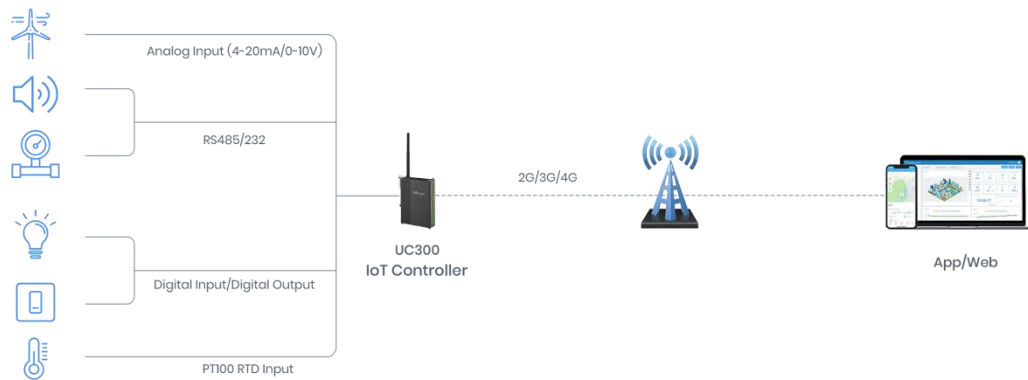 Analog Input (4-20mA/0-10V)
RS485/232
2G/3G/4G
UC300
IoT Controller
App/Web
Digital Input/Digital Output
PT100 RTD Input